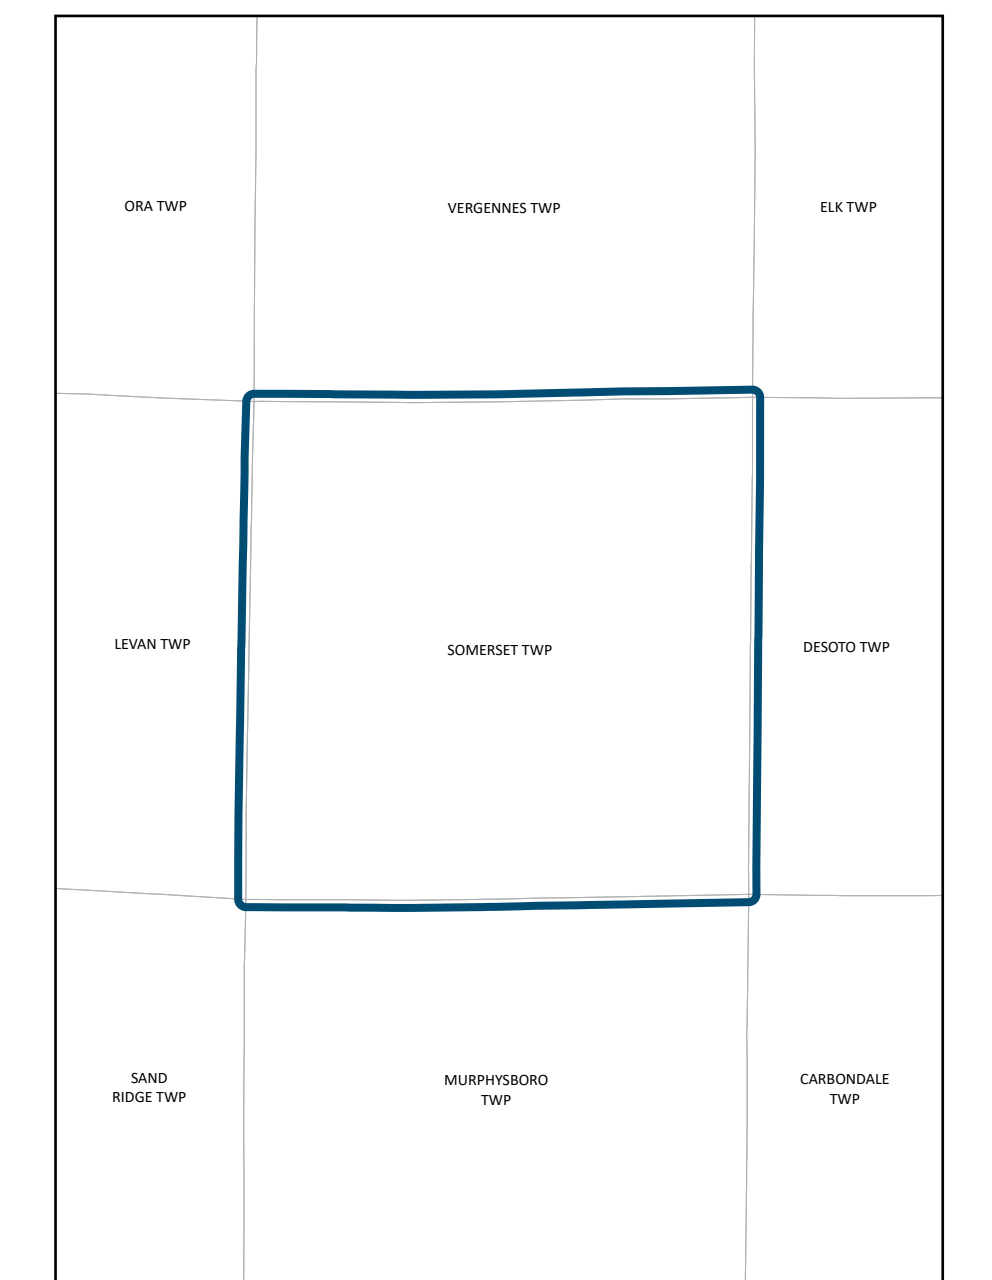 ORA TWP
VERGENNES TWP
ELK TWP
LEVAN TWP
SOMERSET TWP
DESOTO TWP
SAND
RIDGE TWP
MURPHYSBORO
TWP
CARBONDALE
TWP